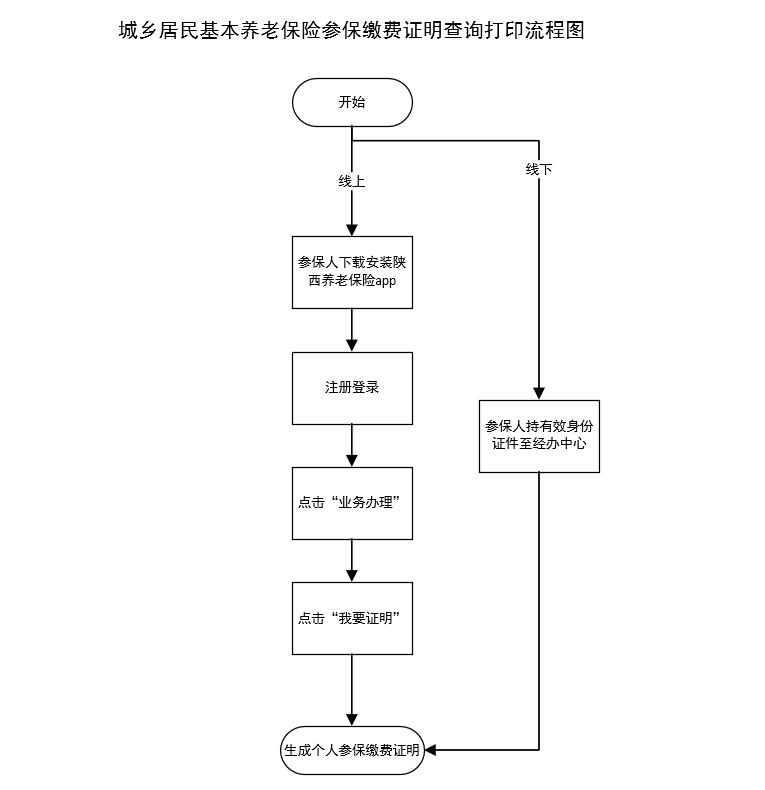 城乡居民基本养老保险参保缴费证明查询打印流程图
开始
线上
线下
参保人下载安装陕
西养老保险app
注册登录
参保人持有效身份
证件至经办中心
点击“业务办理”
点击“我要证明”
生成个人参保缴费证明